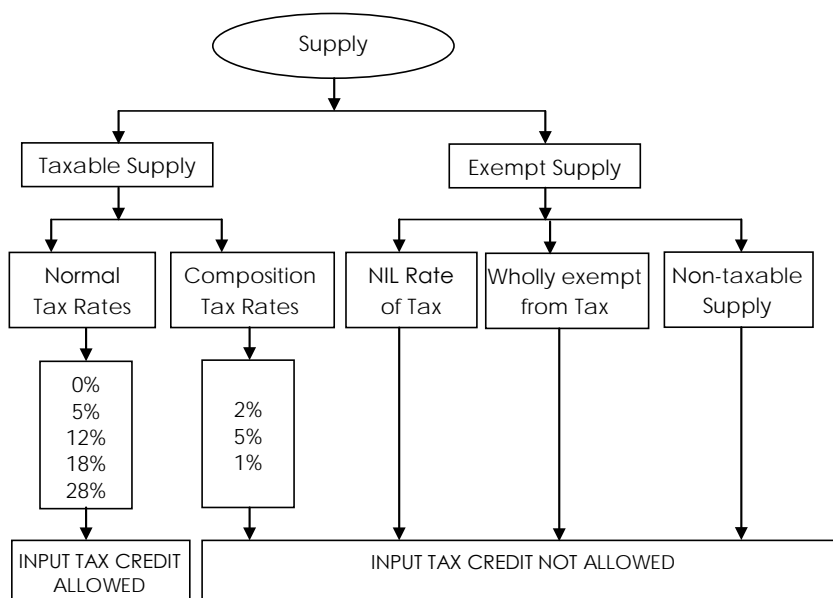 Supply
Taxable Supply
Exempt Supply
Normal
Tax Rates
Composition
Tax Rates
NIL Rate
of Tax
Wholly exempt
from Tax
Non-taxable
Supply
0%
5%
12%
18%
28%
2%
5%
1%
INPUT TAX CREDIT
ALLOWED
INPUT TAX CREDIT NOT ALLOWED